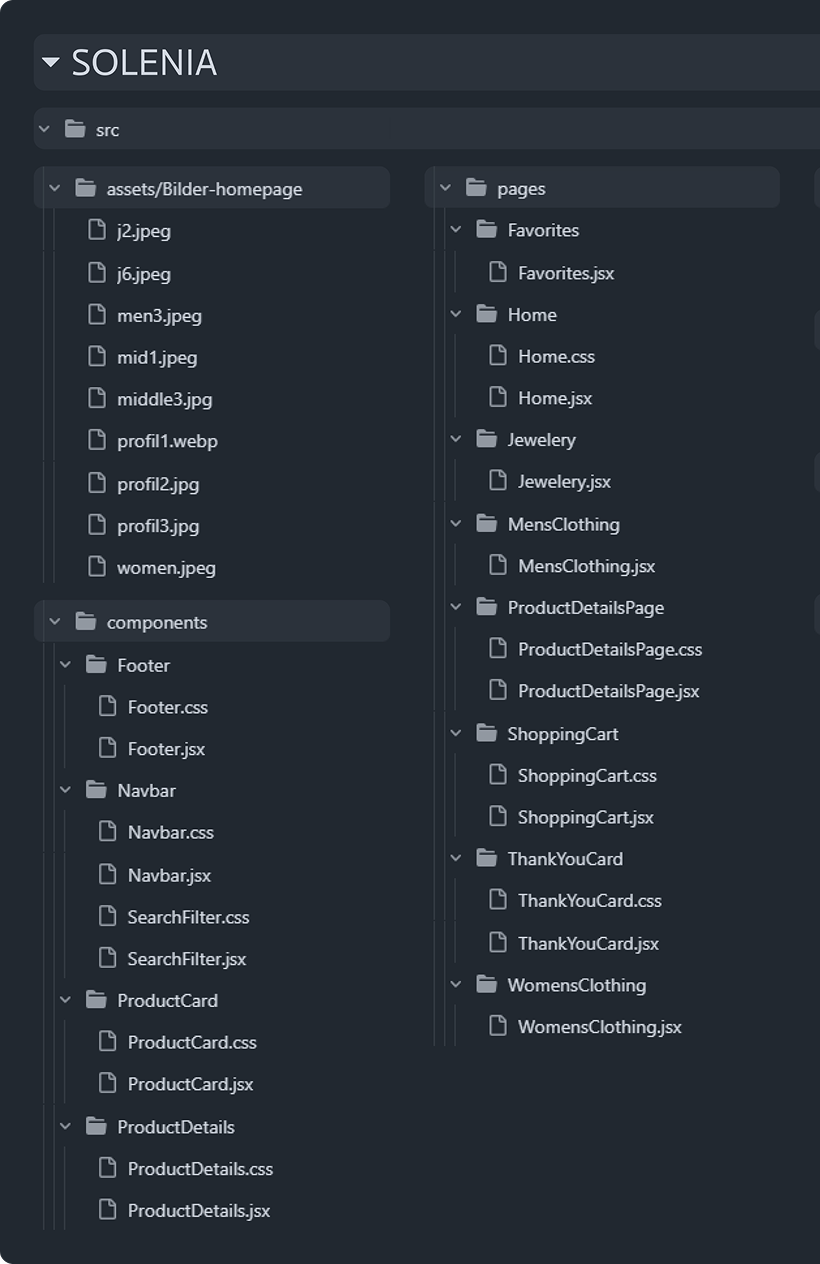 SOLENIA
src
assets/Bilder-homepage
j2.jpeg
j6.jpeg
men3.jpeg
mid1.jpeg
middle3.jpg
profil1.webp
profil2.jpg
profil3.jpg
women.jpeg
components
Footer
Footer.css
Footer.jsx
Navbar
Navbar.css
Navbar.jsx
SearchFilter.css
SearchFilter.jsx
ProductCard
ProductCard.css
ProductCard.jsx
ProductDetails
ProductDetails.css
ProductDetails.jsx
pages
Favorites
Favorites.jsx
Home
Home.css
Home.jsx
Jewelery
Jewelery.jsx
MensClothing
MensClothing.jsx
ProductDetailsPage
ProductDetailsPage.css
ProductDetailsPage.jsx
ShoppingCart
ShoppingCart.css
ShoppingCart.jsx
ThankYouCard
ThankYouCard.css
ThankYouCard.jsx
WomensClothing
WomensClothing.jsx